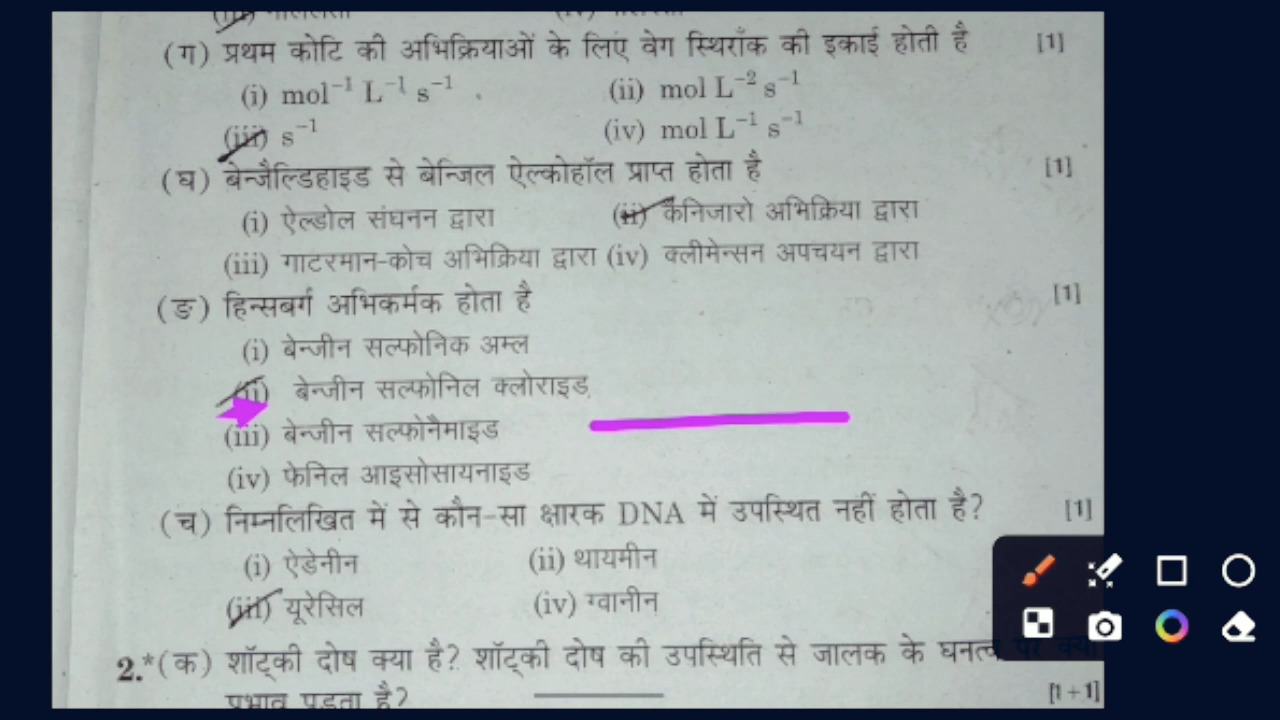 (ग) प्रथम कोटि की अभिक्रियाओं के लिए वेग स्थिराँक की इकाई होती है [1]
(i) mol⁻¹ L⁻¹ s⁻¹ (ii) mol L⁻² s⁻¹
(iii) s⁻¹ (iv) mol L⁻¹ s⁻¹
(घ) बेन्जैल्डिहाइड से बेन्जिल ऐल्कोहॉल प्राप्त होता है [1]
(i) ऐल्डोल संघनन द्वारा (ii) कैनिजारो अभिक्रिया द्वारा
(iii) गाटरमान-कोच अभिक्रिया द्वारा (iv) क्लीमेन्सन अपचयन द्वारा
(ङ) हिन्सबर्ग अभिकर्मक होता है [1]
(i) बेन्जीन सल्फोनिक अम्ल
(ii) बेन्जीन सल्फोनिल क्लोराइड
(iii) बेन्जीन सल्फोनैमाइड
(iv) फेनिल आइसोसायनाइड
(च) निम्नलिखित में से कौन-सा क्षारक DNA में उपस्थित नहीं होता है? [1]
(i) ऐडेनीन (ii) थायमीन
(iii) यूरेसिल (iv) ग्वानीन
2.*(क) शॉट्की दोष क्या है? शॉट्की दोष की उपस्थिति से जालक के घनत्व पर क्या
प्रभाव पड़ता है? [1+1]